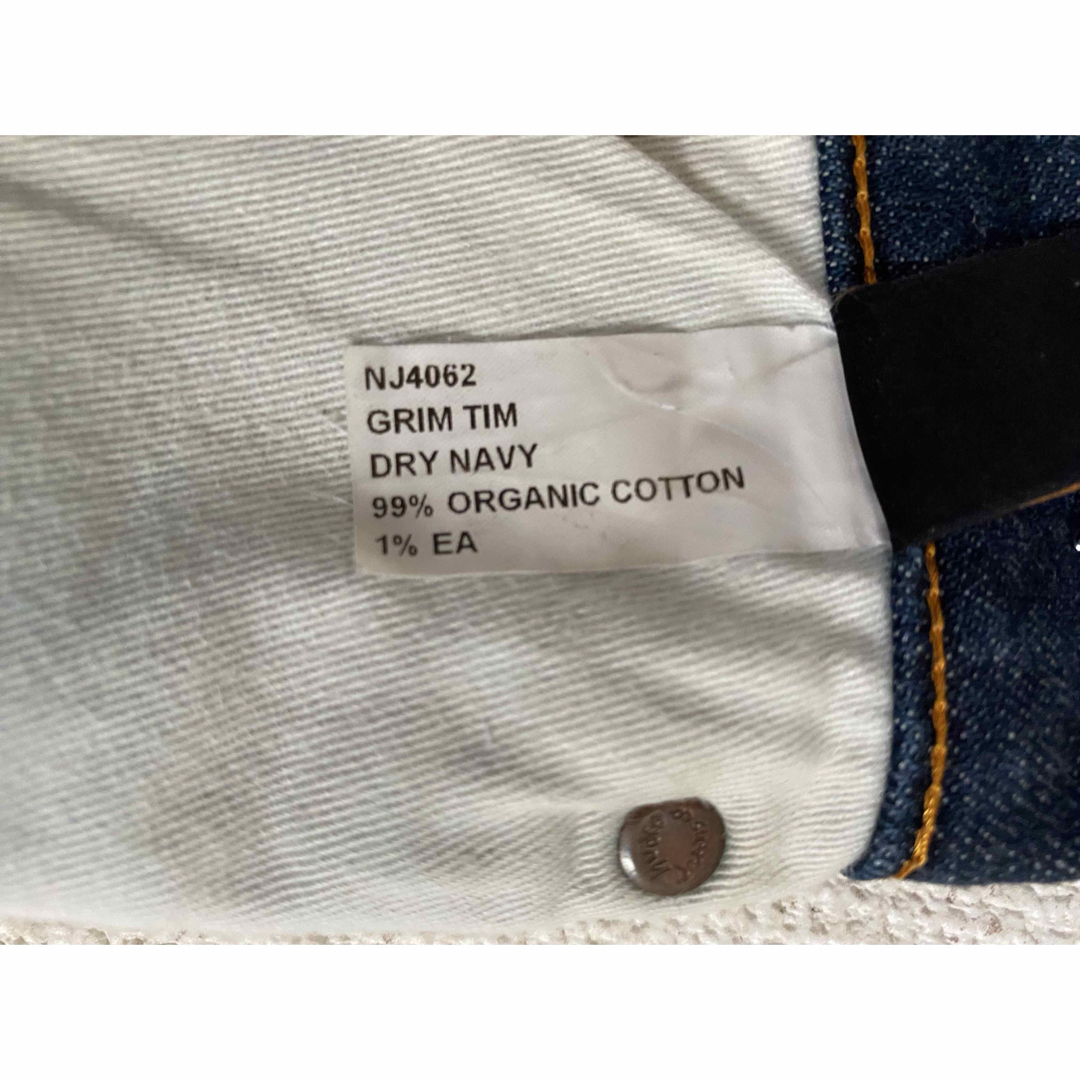 NJ4062
GRIM TIM
DRY NAVY
99% ORGANIC COTTON
1% EA